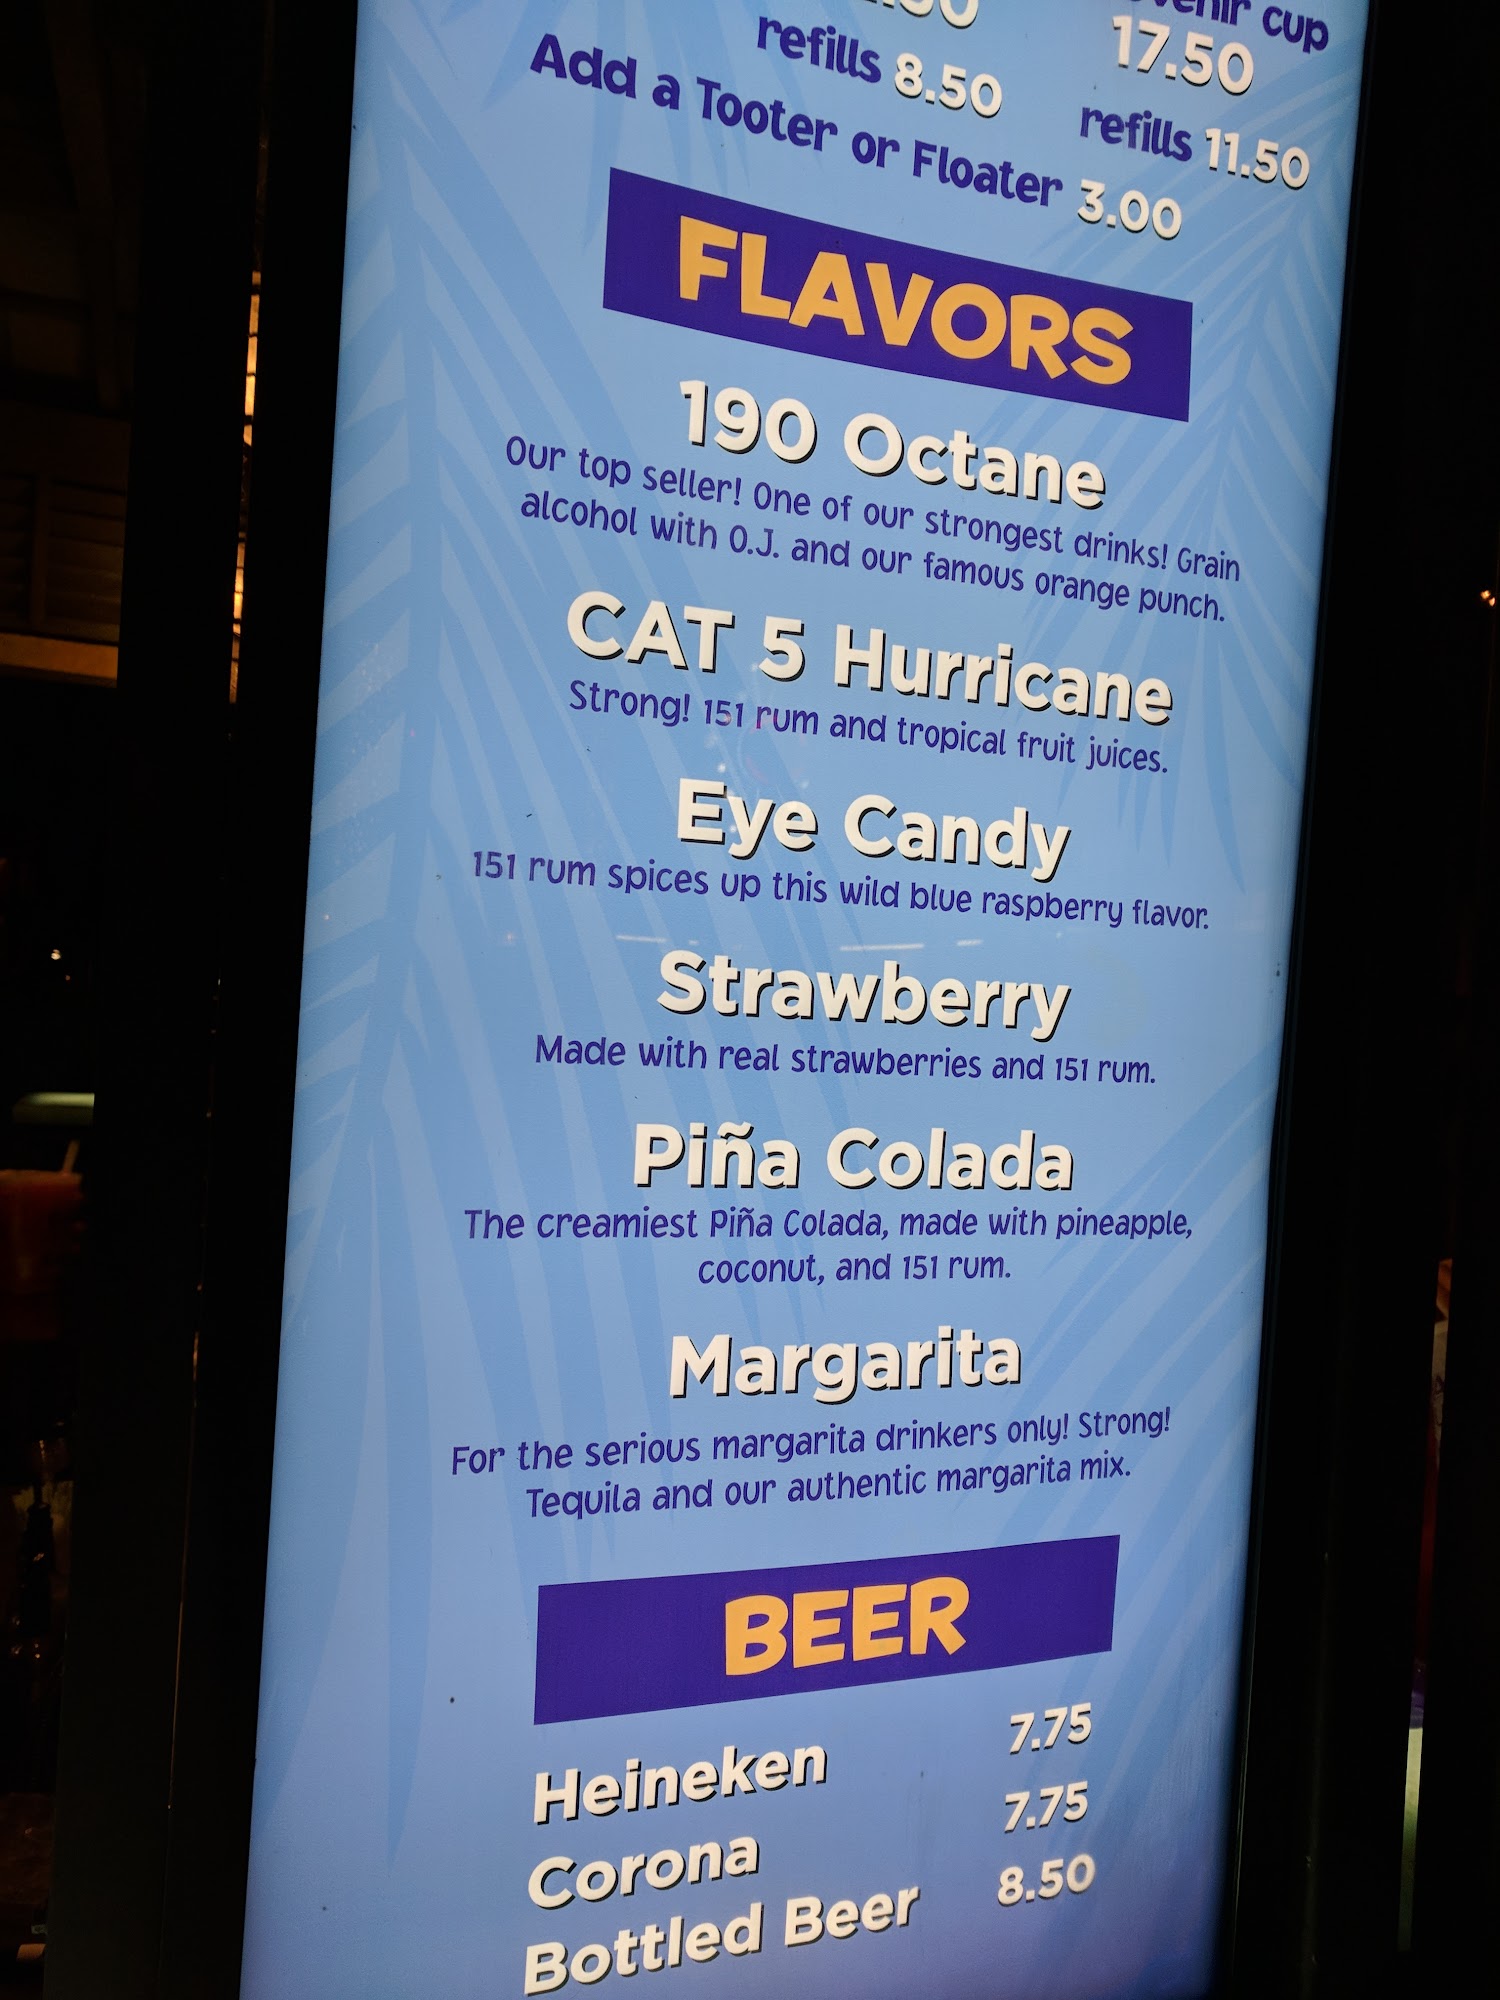 cup
17.50
refills 8.50
refills 11.50
Add a Tooter or Floater 3.00
FLAVORS
190 Octane
Our top seller! One of our strongest drinks! Grain
alcohol with O.J. and our famous orange punch.
CAT 5 Hurricane
Strong! 151 rum and tropical fruit juices.
Eye Candy
151 rum spices up this wild blue raspberry flavor.
Strawberry
Made with real strawberries and 151 rum.
Piña Colada
The creamiest Piña Colada, made with pineapple,
coconut, and 151 rum.
Margarita
For the serious margarita drinkers only! Strong!
Tequila and our authentic margarita mix.
BEER
Heineken 7.75
Corona 7.75
Bottled Beer 8.50